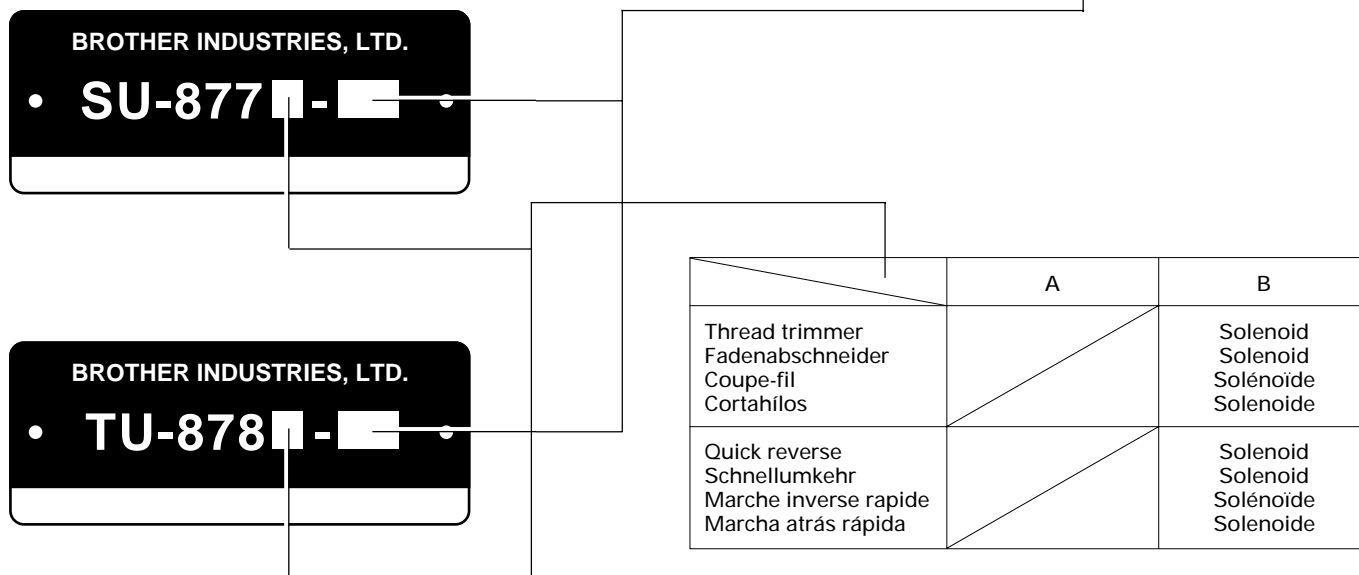 BROTHER INDUSTRIES, LTD.
SU-877 -
BROTHER INDUSTRIES, LTD.
TU-878 -
A B
Thread trimmer Solenoid
Fadenabschneider Solenoid
Coupe-fil Solénoïde
Cortahílos Solenoide
Quick reverse Solenoid
Schnellumkehr Solenoid
Marche inverse rapide Solénoïde
Marcha atrás rápida Solenoide